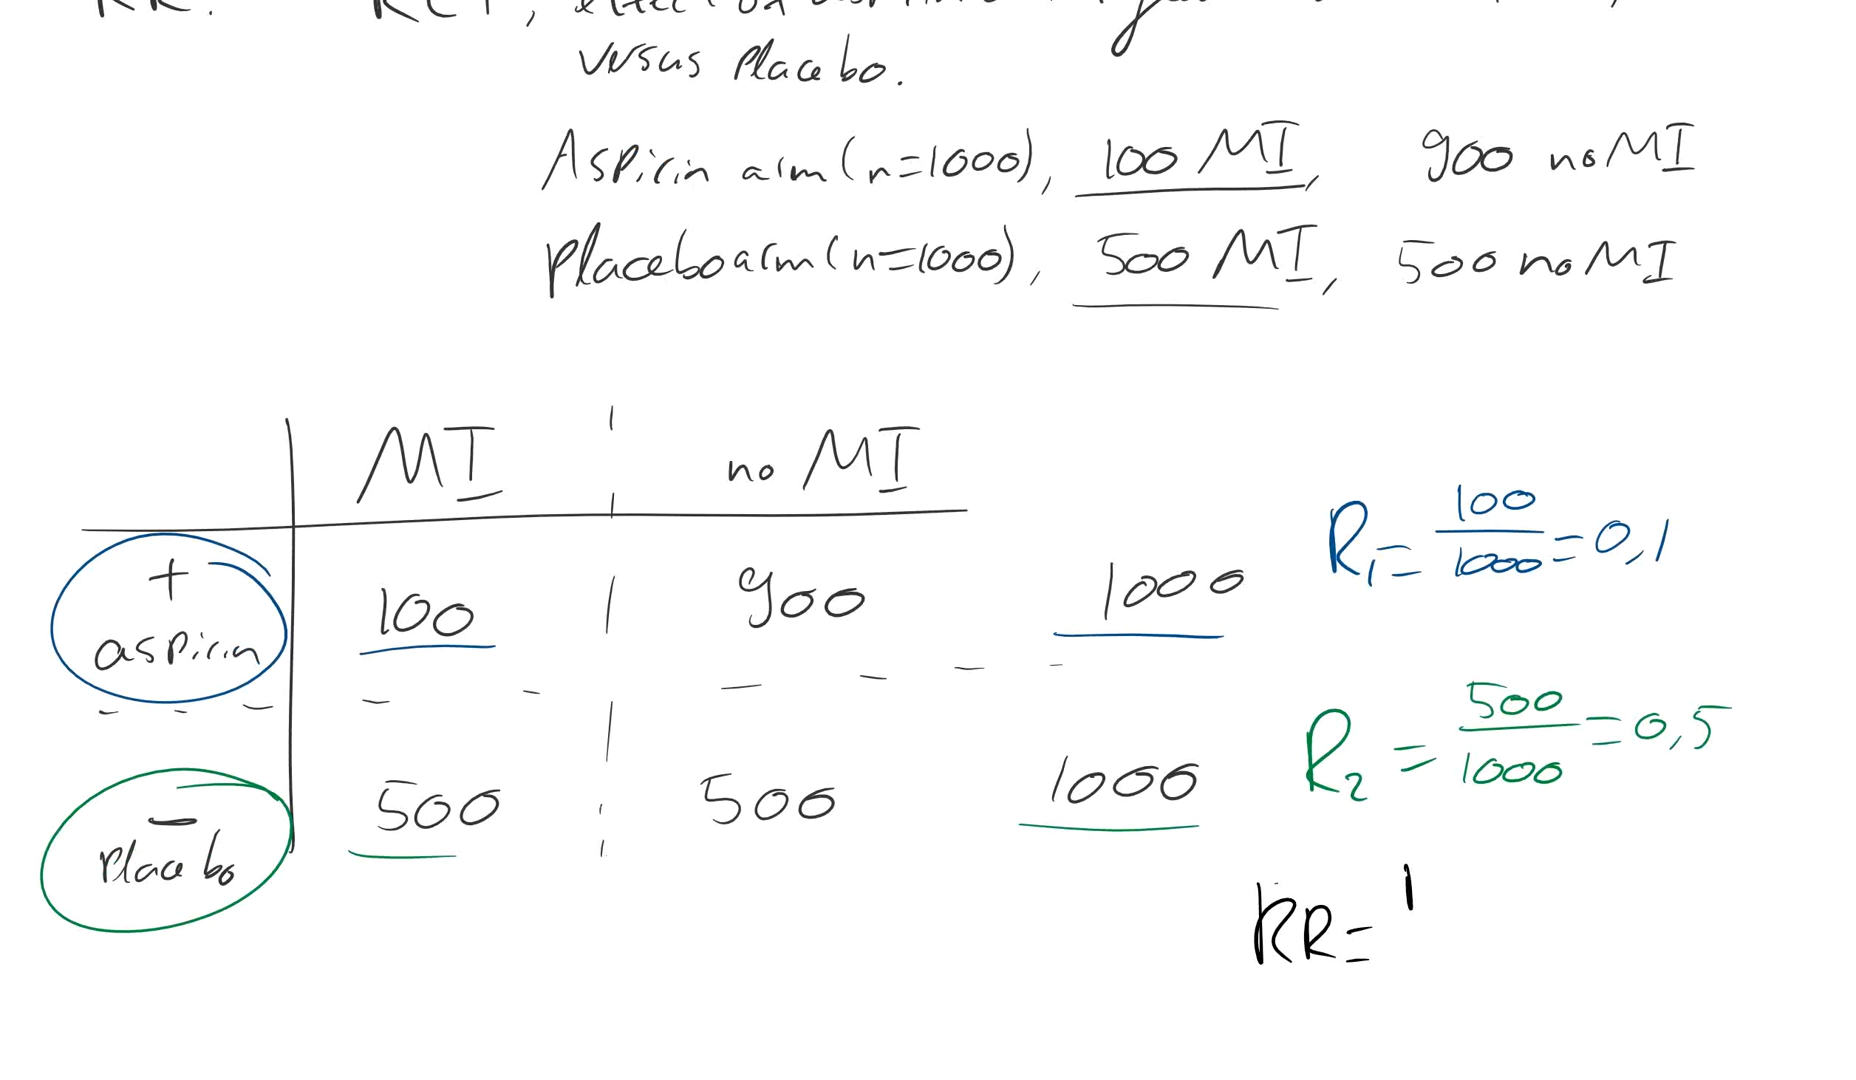 RR: RCT,
versus Placebo.
Aspirin arm (n=1000), 100 MI, 900 no MI
Placebo arm (n=1000), 500 MI, 500 no MI
MI no MI
+ aspirin 100 900 1000 R1 = 100/1000 = 0,1
- Placebo 500 500 1000 R2 = 500/1000 = 0,5
RR =